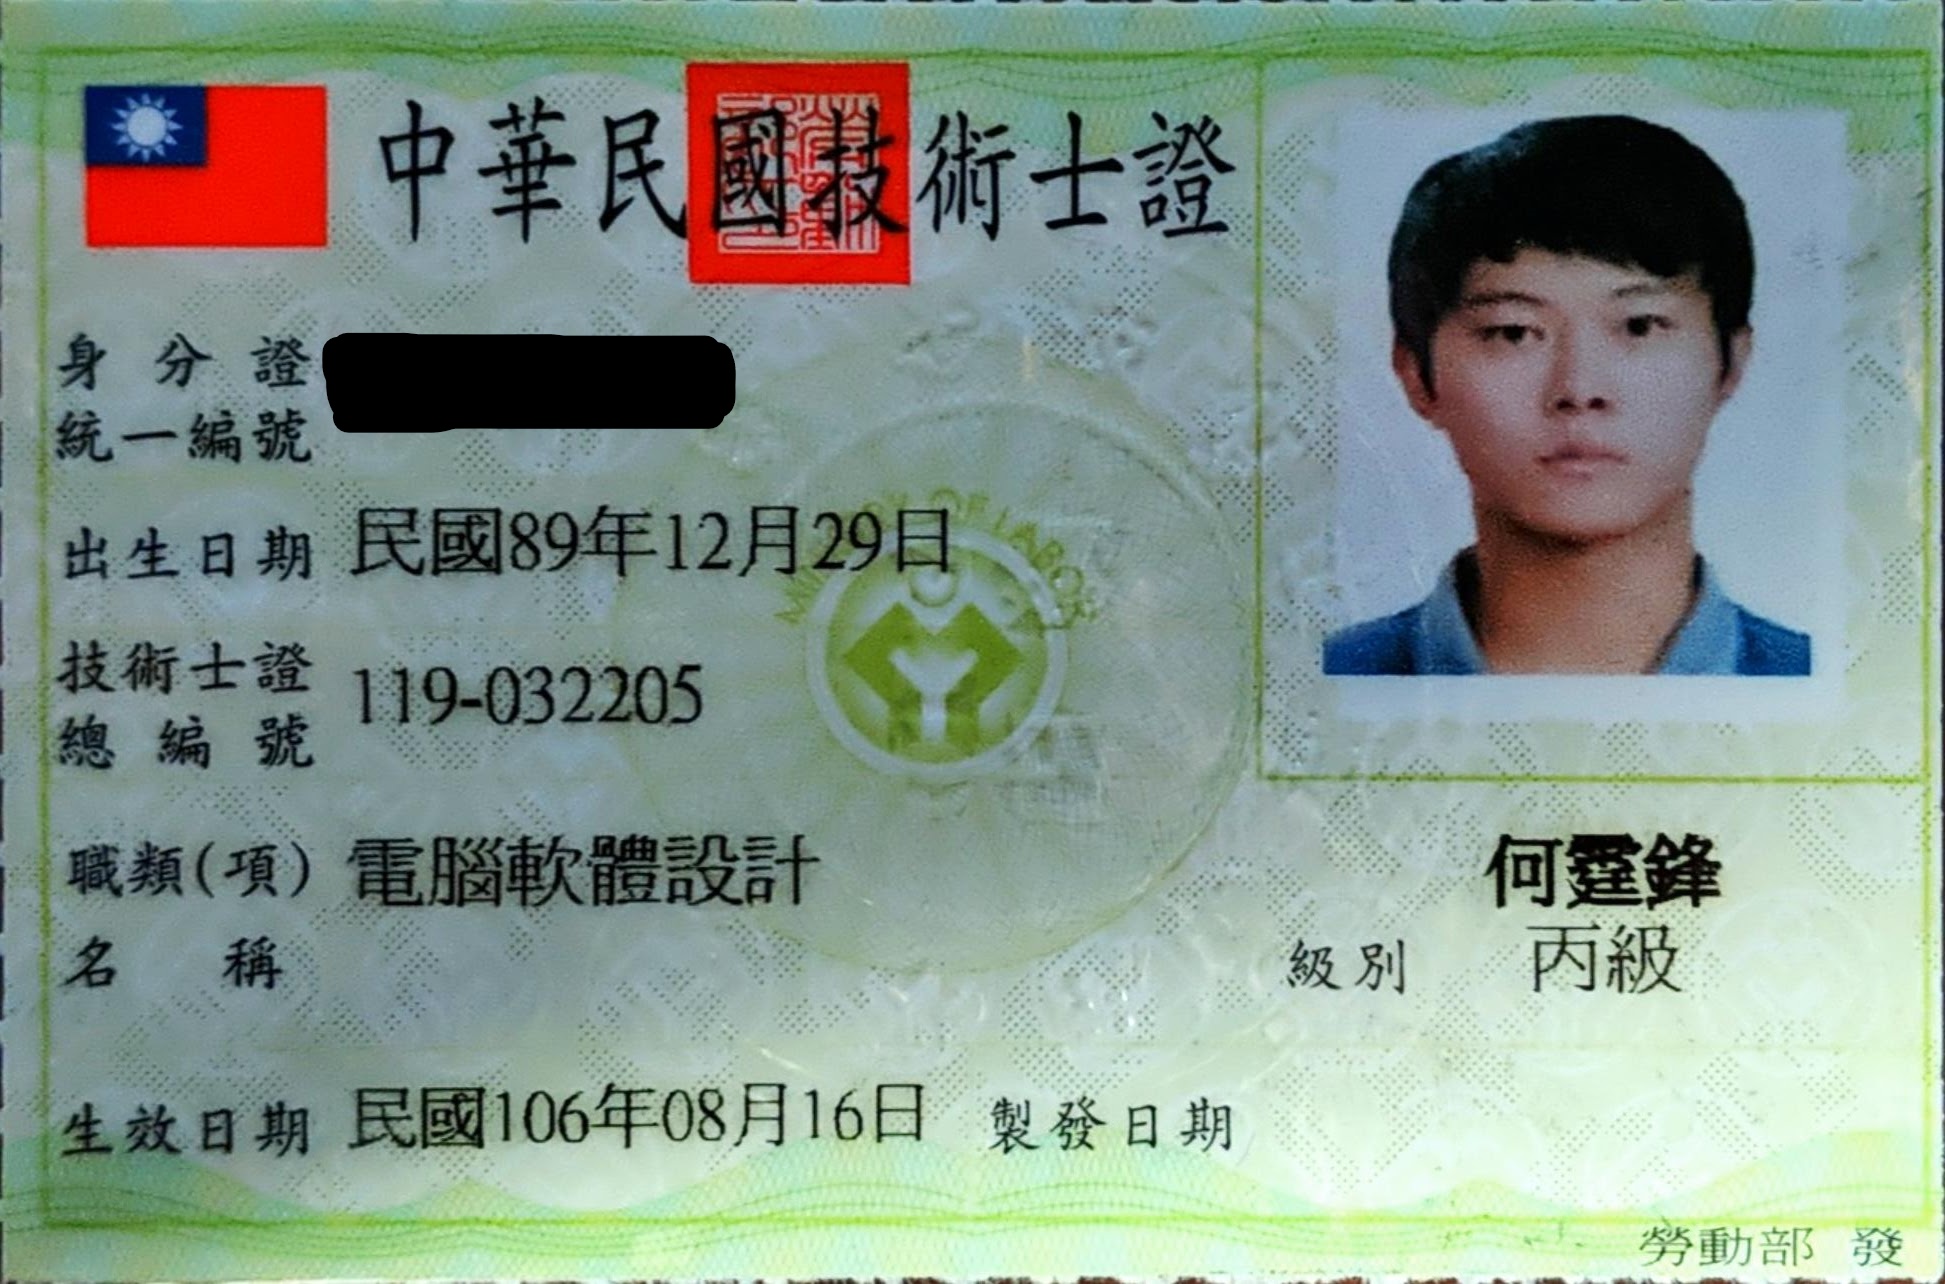 中華民國技術士證
身分證
統一編號
出生日期 民國89年12月29日
MINISTRY OF LABOR
技術士證
總編號 119-032205
職類(項) 電腦軟體設計
名稱
何霆鋒
級別 丙級
生效日期 民國106年08月16日 製發日期
勞動部 發